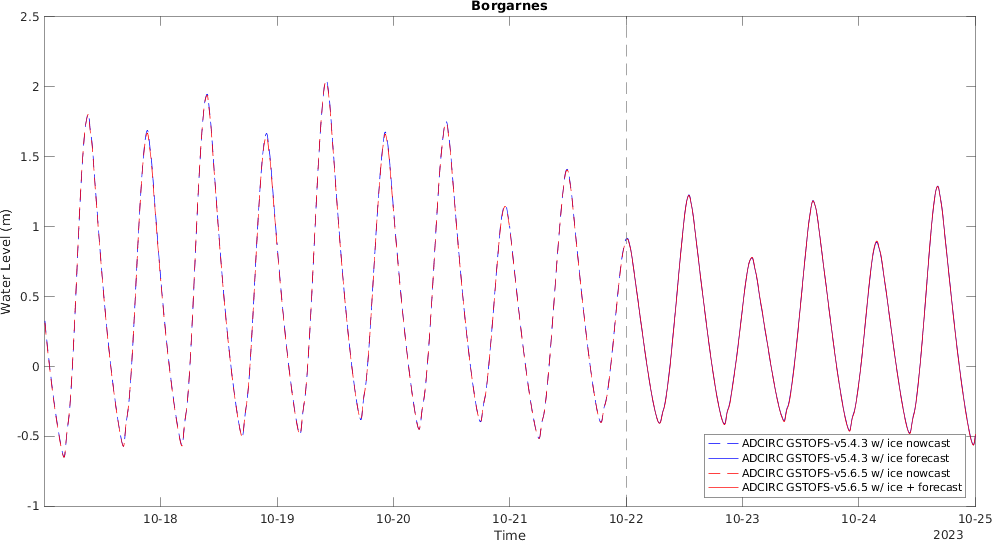 Borgarnes
2.5
2
1.5
1
0.5
0
-0.5
-1
Water Level (m)
ADCIRC GSTOFS-v5.4.3 w/ ice nowcast
ADCIRC GSTOFS-v5.4.3 w/ ice forecast
ADCIRC GSTOFS-v5.6.5 w/ ice nowcast
ADCIRC GSTOFS-v5.6.5 w/ ice + forecast
10-18 10-19 10-20 10-21 10-22 10-23 10-24 10-25
Time 2023